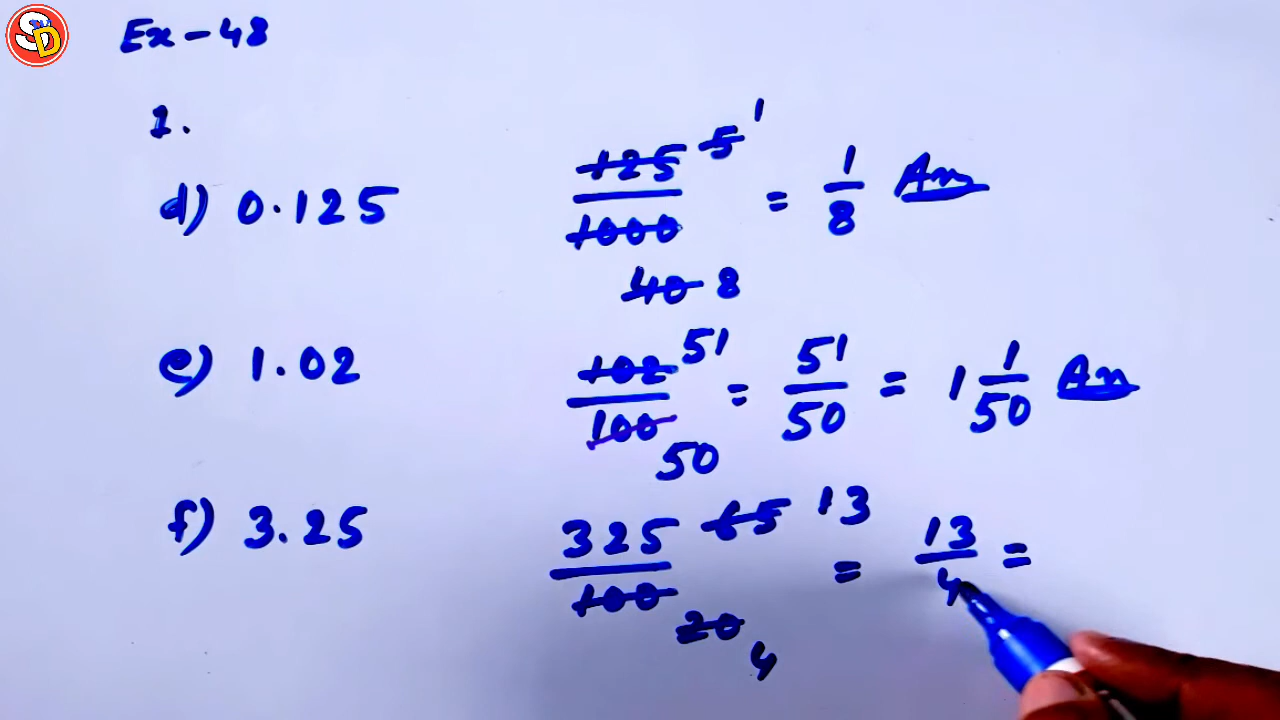 SD
Ex - 48
1.
d) 0.125 125/1000 5 1 40 8 = 1/8 Ans
e) 1.02 102/100 51 50 = 51/50 = 1 1/50 Ans
f) 3.25 325/100 65 13 20 4 = 13/4 =